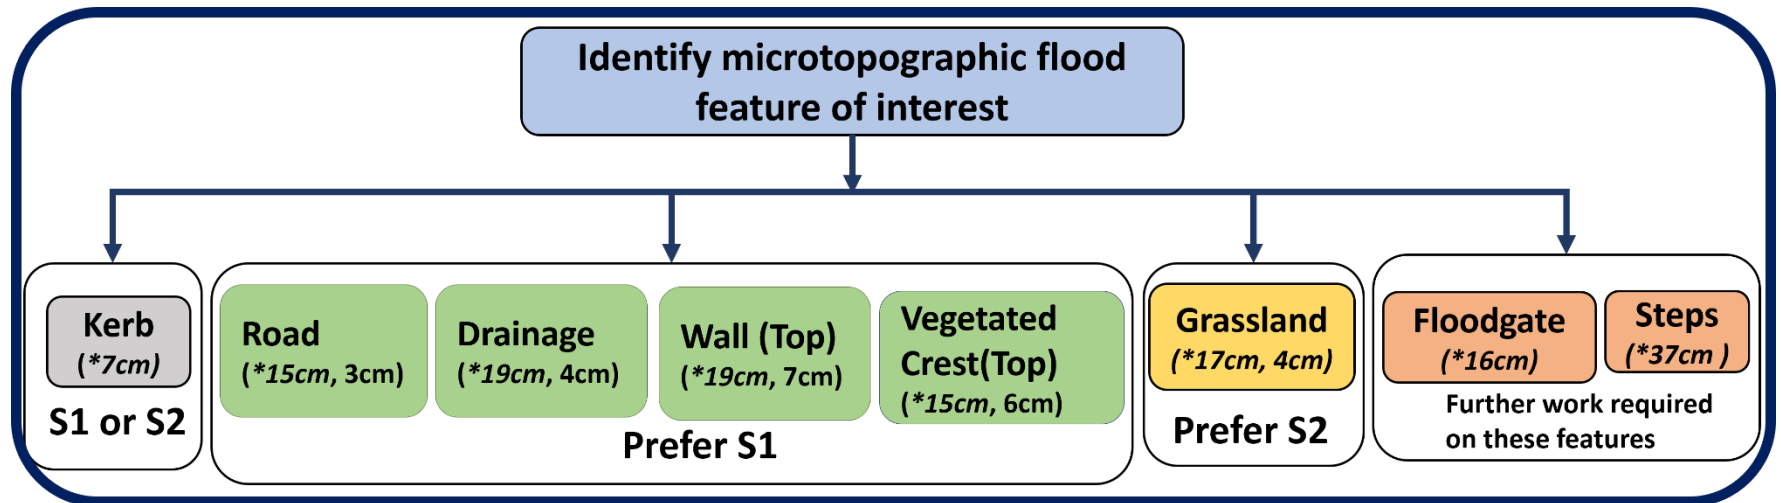 Identify microtopographic flood
feature of interest
Kerb
(*7cm)
S1 or S2
Road
(*15cm, 3cm)
Drainage
(*19cm, 4cm)
Wall (Top)
(*19cm, 7cm)
Vegetated
Crest(Top)
(*15cm, 6cm)
Prefer S1
Grassland
(*17cm, 4cm)
Prefer S2
Floodgate
(*16cm)
Steps
(*37cm )
Further work required
on these features